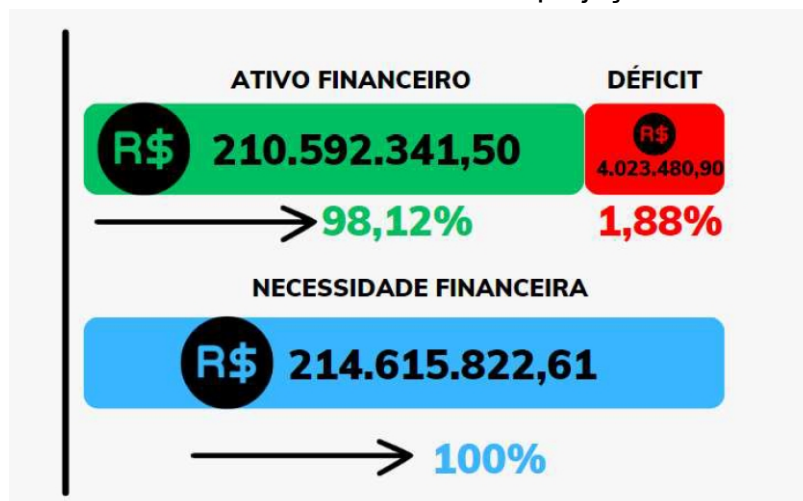 ATIVO FINANCEIRO DÉFICIT
R$ 210.592.341,50 R$
4.023.480,90
98,12% 1,88%
NECESSIDADE FINANCEIRA
R$ 214.615.822,61
100%